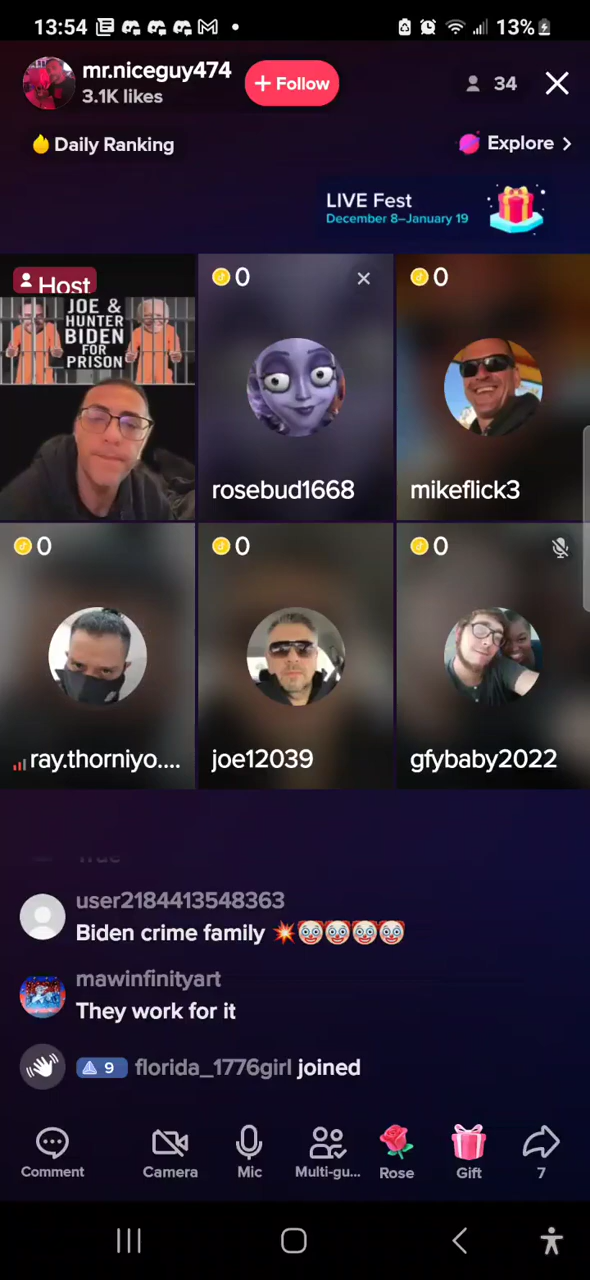 13:54
13%
mr.niceguy474
3.1K likes
+ Follow
34
Daily Ranking
Explore >
LIVE Fest
December 8–January 19
Host
JOE &
HUNTER
BIDEN
FOR
PRISON
0
rosebud1668
0
mikeflick3
0
ray.thorniyo....
0
joe12039
0
gfybaby2022
user2184413548363
Biden crime family 💥🤡🤡🤡🤡
mawinfinityart
They work for it
9 florida_1776girl joined
Comment
Camera
Mic
Multi-gu...
Rose
Gift
7